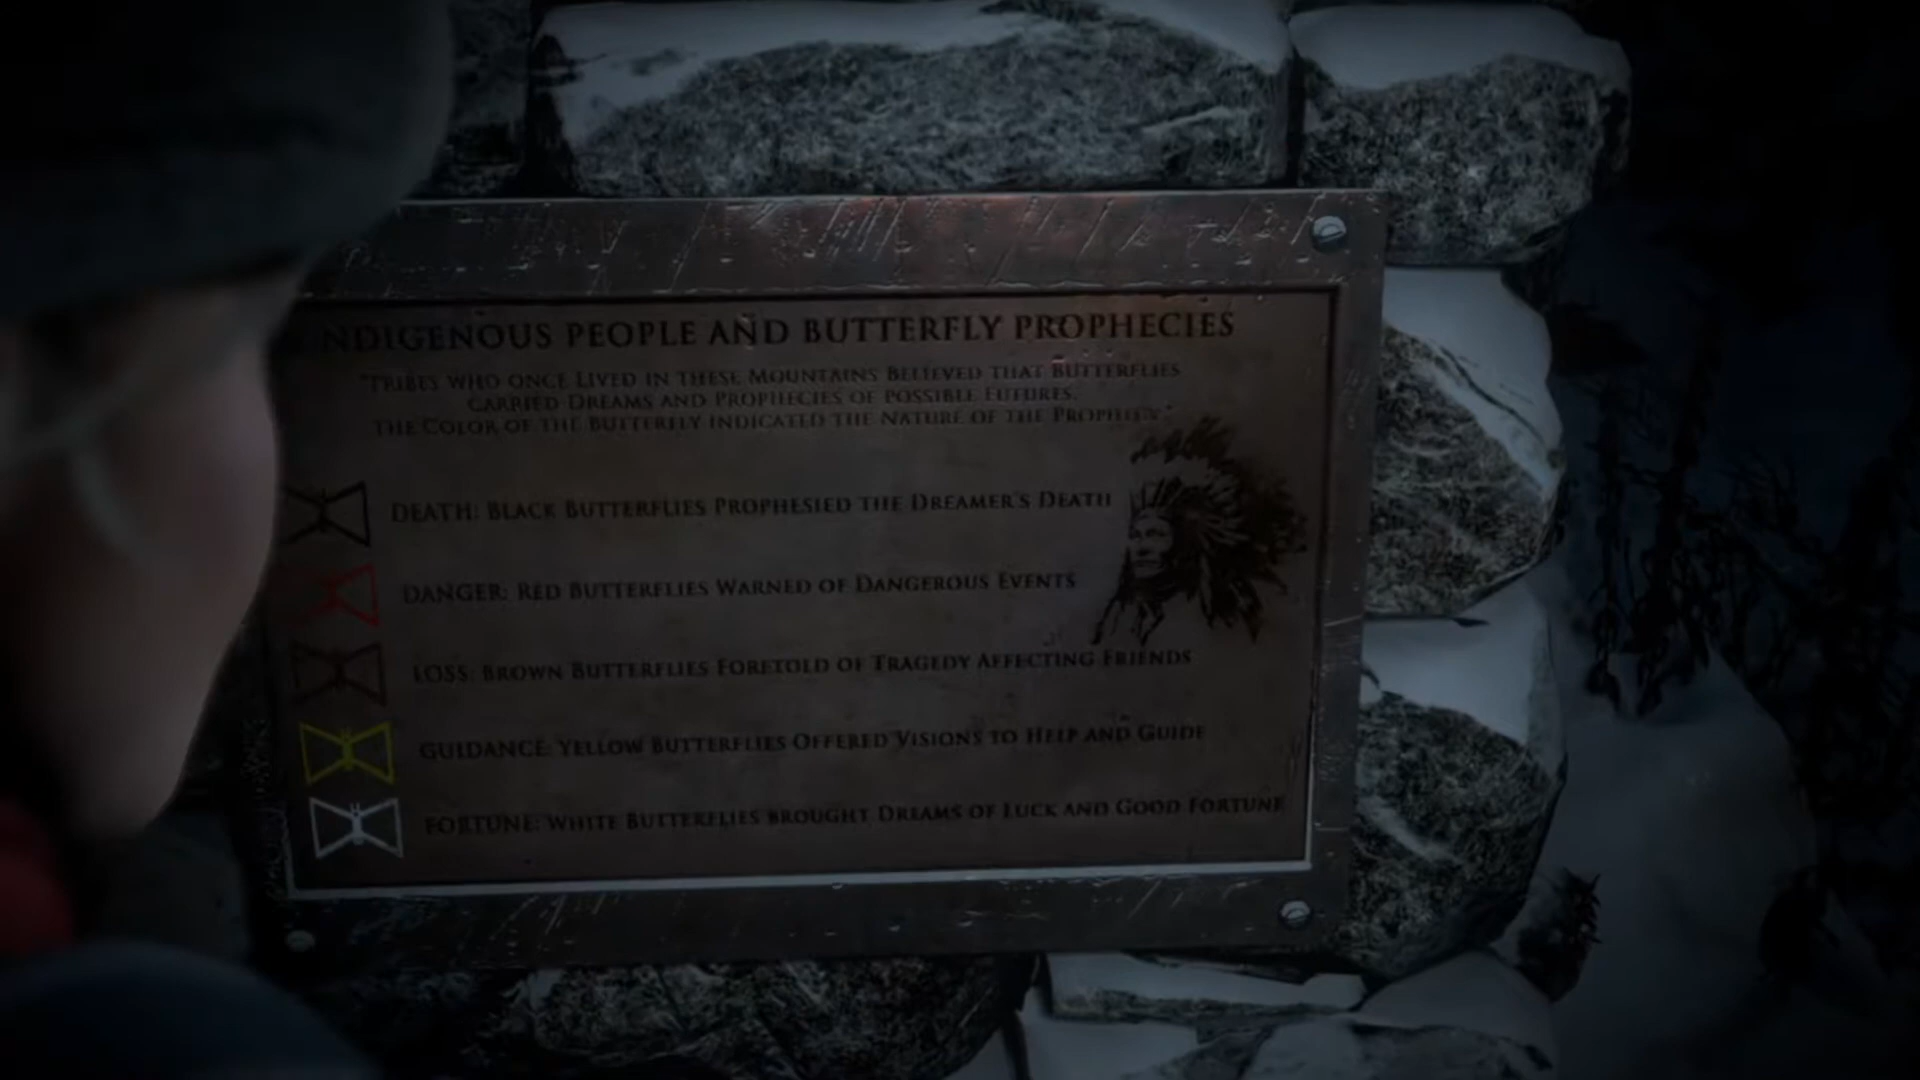 INDIGENOUS PEOPLE AND BUTTERFLY PROPHECIES
"TRIBES WHO ONCE LIVED IN THESE MOUNTAINS BELIEVED THAT BUTTERFLIES
CARRIED DREAMS AND PROPHECIES OF POSSIBLE FUTURES.
THE COLOR OF THE BUTTERFLY INDICATED THE NATURE OF THE PROPHECY."
DEATH: BLACK BUTTERFLIES PROPHESIED THE DREAMER'S DEATH
DANGER: RED BUTTERFLIES WARNED OF DANGEROUS EVENTS
LOSS: BROWN BUTTERFLIES FORETOLD OF TRAGEDY AFFECTING FRIENDS
GUIDANCE: YELLOW BUTTERFLIES OFFERED VISIONS TO HELP AND GUIDE
FORTUNE: WHITE BUTTERFLIES BROUGHT DREAMS OF LUCK AND GOOD FORTUNE